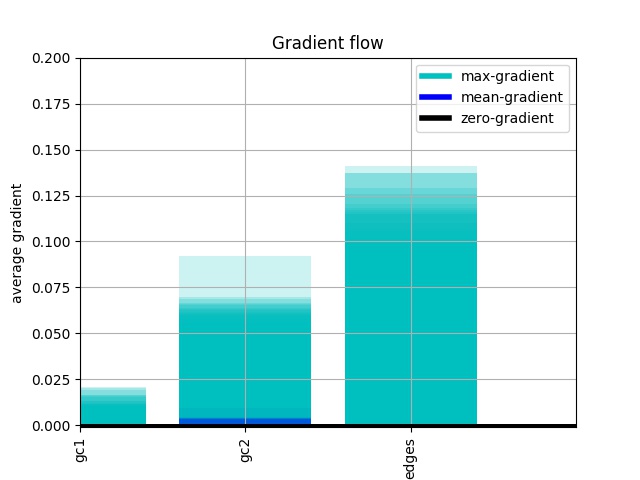 Gradient flow
max-gradient
mean-gradient
zero-gradient
average gradient
0.200
0.175
0.150
0.125
0.100
0.075
0.050
0.025
0.000
gc1
gc2
edges